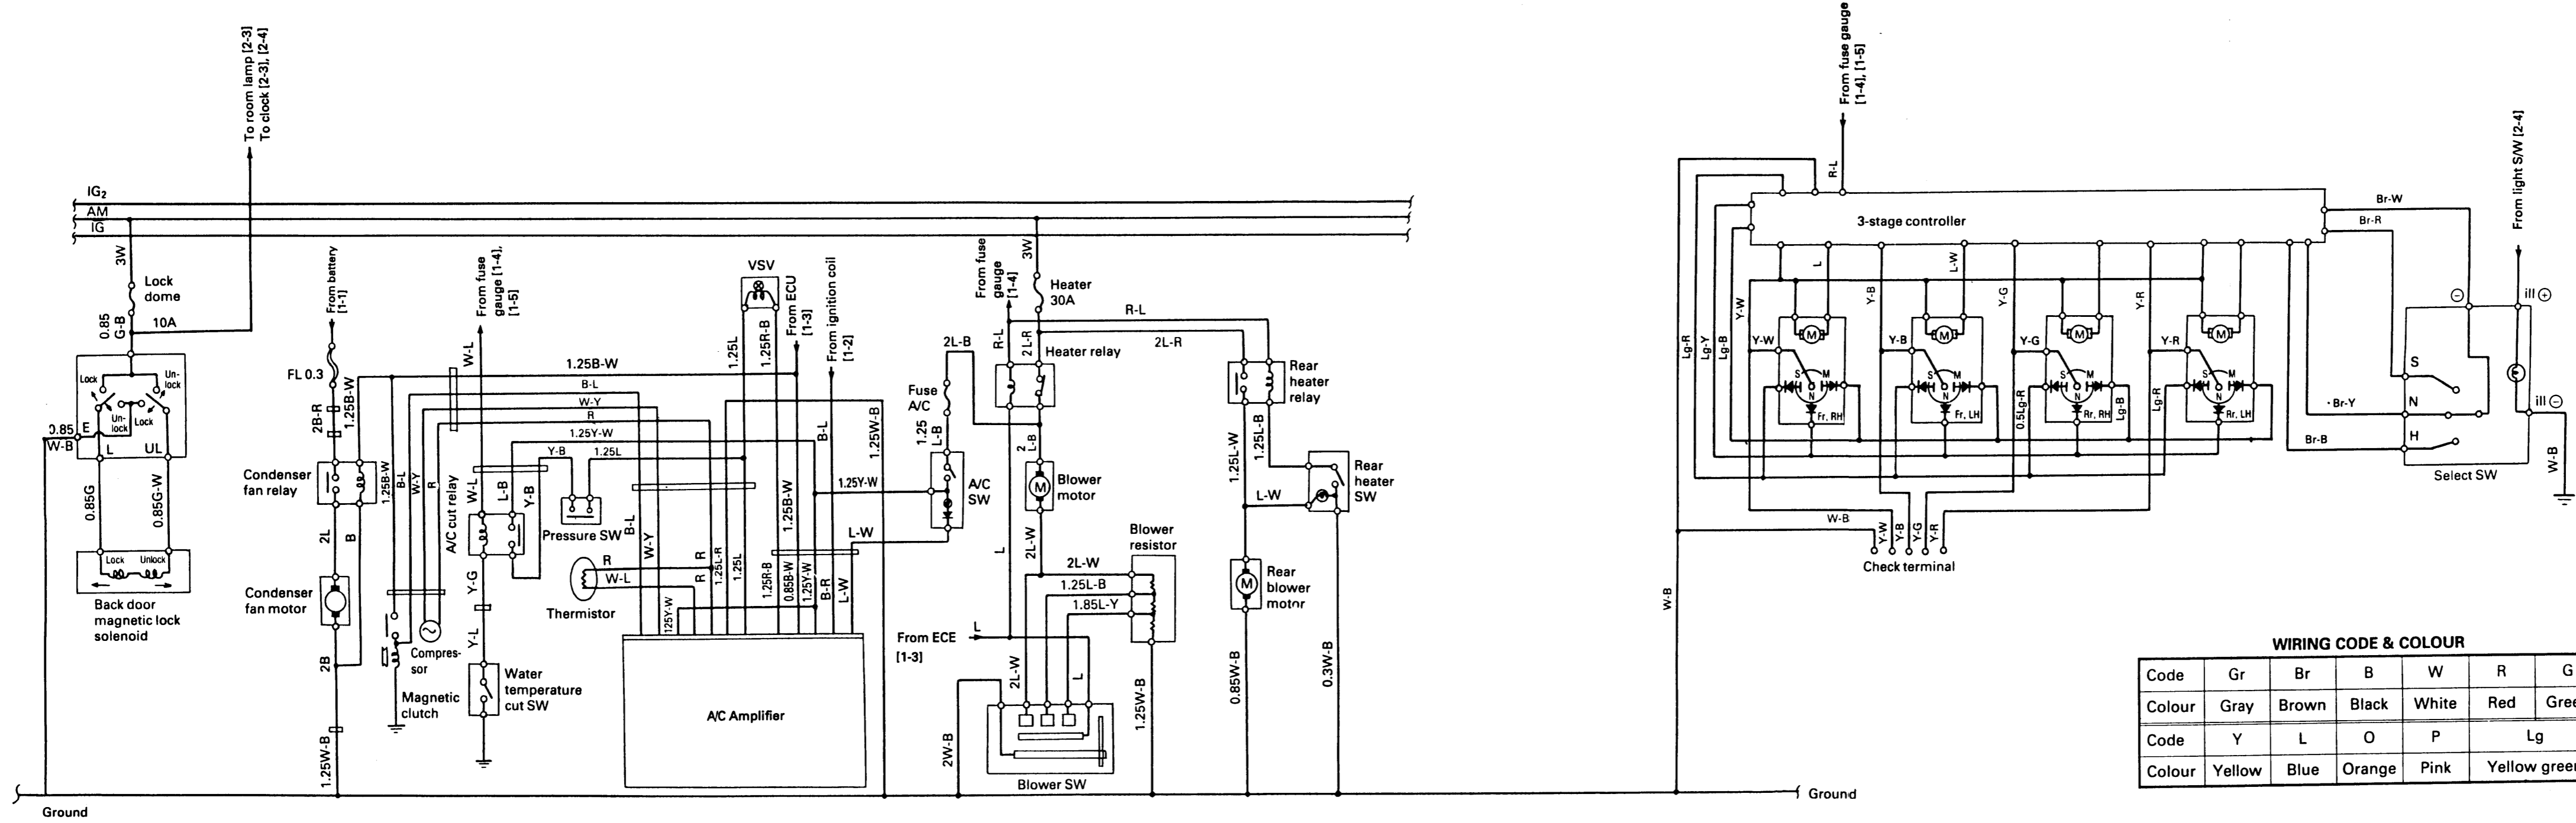 To room lamp [2-3]
To clock [2-3], [2-4]
IG₂
AM
IG
3W
Lock
dome
0.85
G-B
10A
Lock
Un-
lock
Un-
lock
Lock
0.85
W-B
E
L
UL
0.85G
0.85G-W
Lock
Unlock
Back door
magnetic lock
solenoid
Ground
From battery
[1-1]
FL 0.3
2B-R
1.25B-W
Condenser
fan relay
2L
B
Condenser
fan motor
2B
1.25W-B
1.25B-W
B-L
W-Y
R
Compres-
sor
Magnetic
clutch
From fuse
gauge [1-4],
[1-5]
W-L
1.25B-W
B-L
W-Y
R
1.25Y-W
Y-B
1.25L
A/C cut relay
W-L
L-B
Y-B
Pressure SW
Y-G
Y-L
Water
temperature
cut SW
R
W-L
Thermistor
B-L
W-Y
125Y-W
R
R
1.25L-R
1.25L
VSV
1.25L
1.25R-B
From ECU
[1-3]
From ignition coil
[1-2]
B-L
1.25W-B
1.25B-W
1.25R-B
0.85B-W
1.25Y-W
B-R
L-W
1.25Y-W
L-W
A/C Amplifier
2L-B
Fuse
A/C
1.25
L-B
A/C
SW
From fuse
gauge
[1-4]
3W
Heater
30A
R-L
2L-R
R-L
2L-R
Heater relay
2
L-B
Blower
motor
L
2L-W
2L-W
1.25L-B
1.85L-Y
Blower
resistor
From ECE
[1-3]
L
2L-W
L
2W-B
Blower SW
1.25W-B
Rear
heater
relay
1.25L-W
1.25L-B
L-W
Rear
heater
SW
M
M
Rear
blower
motor
0.85W-B
0.3W-B
Ground
From fuse gauge
[1-4], [1-5]
R-L
3-stage controller
Lg-R
Lg-Y
Lg-B
Y-W
L
Y-B
L-W
Y-G
Y-R
Y-W
M
S
M
N
Fr, RH
Y-B
M
S
M
N
Fr, LH
Y-G
M
S
M
N
Rr, RH
0.5Lg-R
Lg-B
Y-R
M
S
M
N
Rr, LH
Lg-R
W-B
Y-W
Y-B
Y-G
Y-R
Check terminal
W-B
Br-W
Br-R
Br-Y
Br-B
From light S/W [2-4]
⊖
ill ⊕
S
N
H
ill ⊖
Select SW
W-B
WIRING CODE & COLOUR
Code Gr Br B W R G
Colour Gray Brown Black White Red Gree
Code Y L O P Lg
Colour Yellow Blue Orange Pink Yellow green